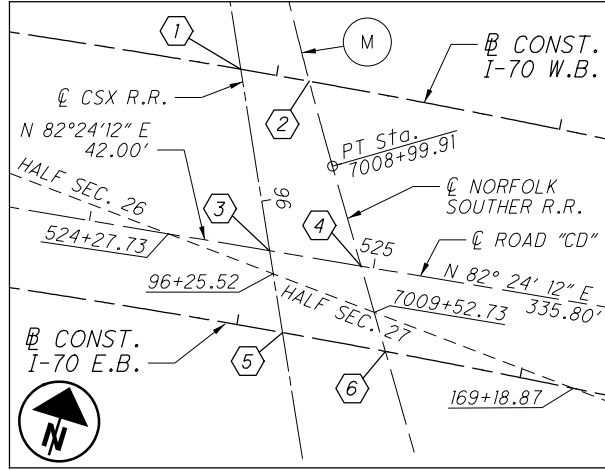 1
M
℄ CSX R.R.
B CONST.
I-70 W.B.
2
N 82°24'12" E
42.00'
PT Sta.
7008+99.91
HALF SEC. 26
96
℄ NORFOLK
SOUTHER R.R.
3
4
524+27.73
525
℄ ROAD "CD"
96+25.52
N 82° 24' 12" E
335.80'
HALF SEC. 27
7009+52.73
B CONST.
I-70 E.B.
5
6
169+18.87
N